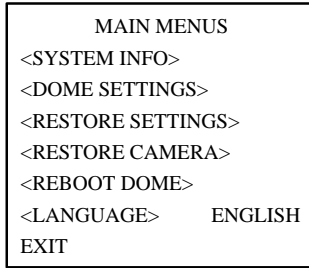 MAIN MENUS
<SYSTEM INFO>
<DOME SETTINGS>
<RESTORE SETTINGS>
<RESTORE CAMERA>
<REBOOT DOME>
<LANGUAGE> ENGLISH
EXIT